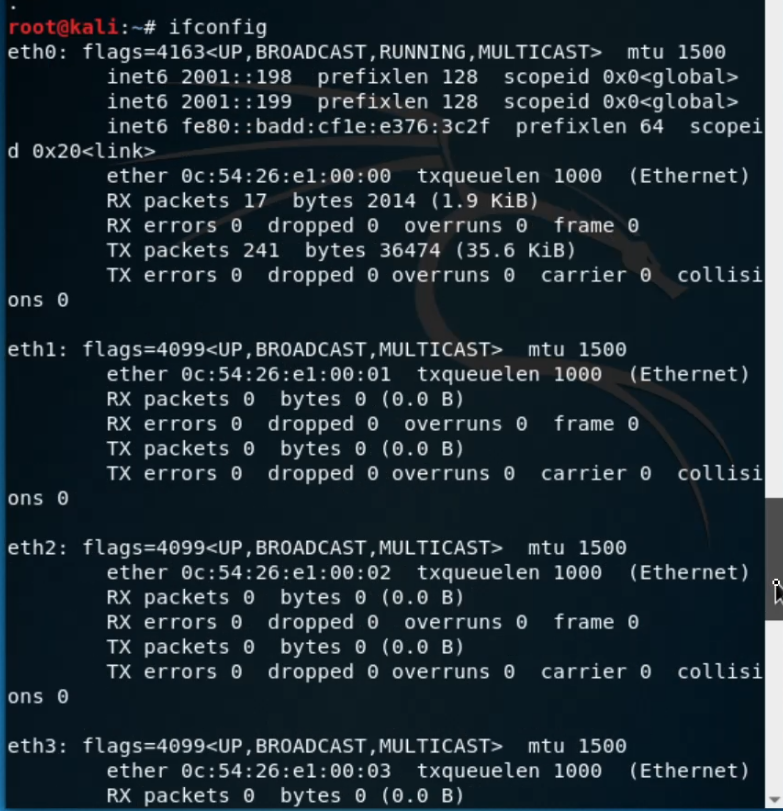 .
root@kali:~# ifconfig
eth0: flags=4163<UP,BROADCAST,RUNNING,MULTICAST>  mtu 1500
        inet6 2001::198  prefixlen 128  scopeid 0x0<global>
        inet6 2001::199  prefixlen 128  scopeid 0x0<global>
        inet6 fe80::badd:cf1e:e376:3c2f  prefixlen 64  scopei
d 0x20<link>
        ether 0c:54:26:e1:00:00  txqueuelen 1000  (Ethernet)
        RX packets 17  bytes 2014 (1.9 KiB)
        RX errors 0  dropped 0  overruns 0  frame 0
        TX packets 241  bytes 36474 (35.6 KiB)
        TX errors 0  dropped 0 overruns 0  carrier 0  collisi
ons 0

eth1: flags=4099<UP,BROADCAST,MULTICAST>  mtu 1500
        ether 0c:54:26:e1:00:01  txqueuelen 1000  (Ethernet)
        RX packets 0  bytes 0 (0.0 B)
        RX errors 0  dropped 0  overruns 0  frame 0
        TX packets 0  bytes 0 (0.0 B)
        TX errors 0  dropped 0 overruns 0  carrier 0  collisi
ons 0

eth2: flags=4099<UP,BROADCAST,MULTICAST>  mtu 1500
        ether 0c:54:26:e1:00:02  txqueuelen 1000  (Ethernet)
        RX packets 0  bytes 0 (0.0 B)
        RX errors 0  dropped 0  overruns 0  frame 0
        TX packets 0  bytes 0 (0.0 B)
        TX errors 0  dropped 0 overruns 0  carrier 0  collisi
ons 0

eth3: flags=4099<UP,BROADCAST,MULTICAST>  mtu 1500
        ether 0c:54:26:e1:00:03  txqueuelen 1000  (Ethernet)
        RX packets 0  bytes 0 (0.0 B)